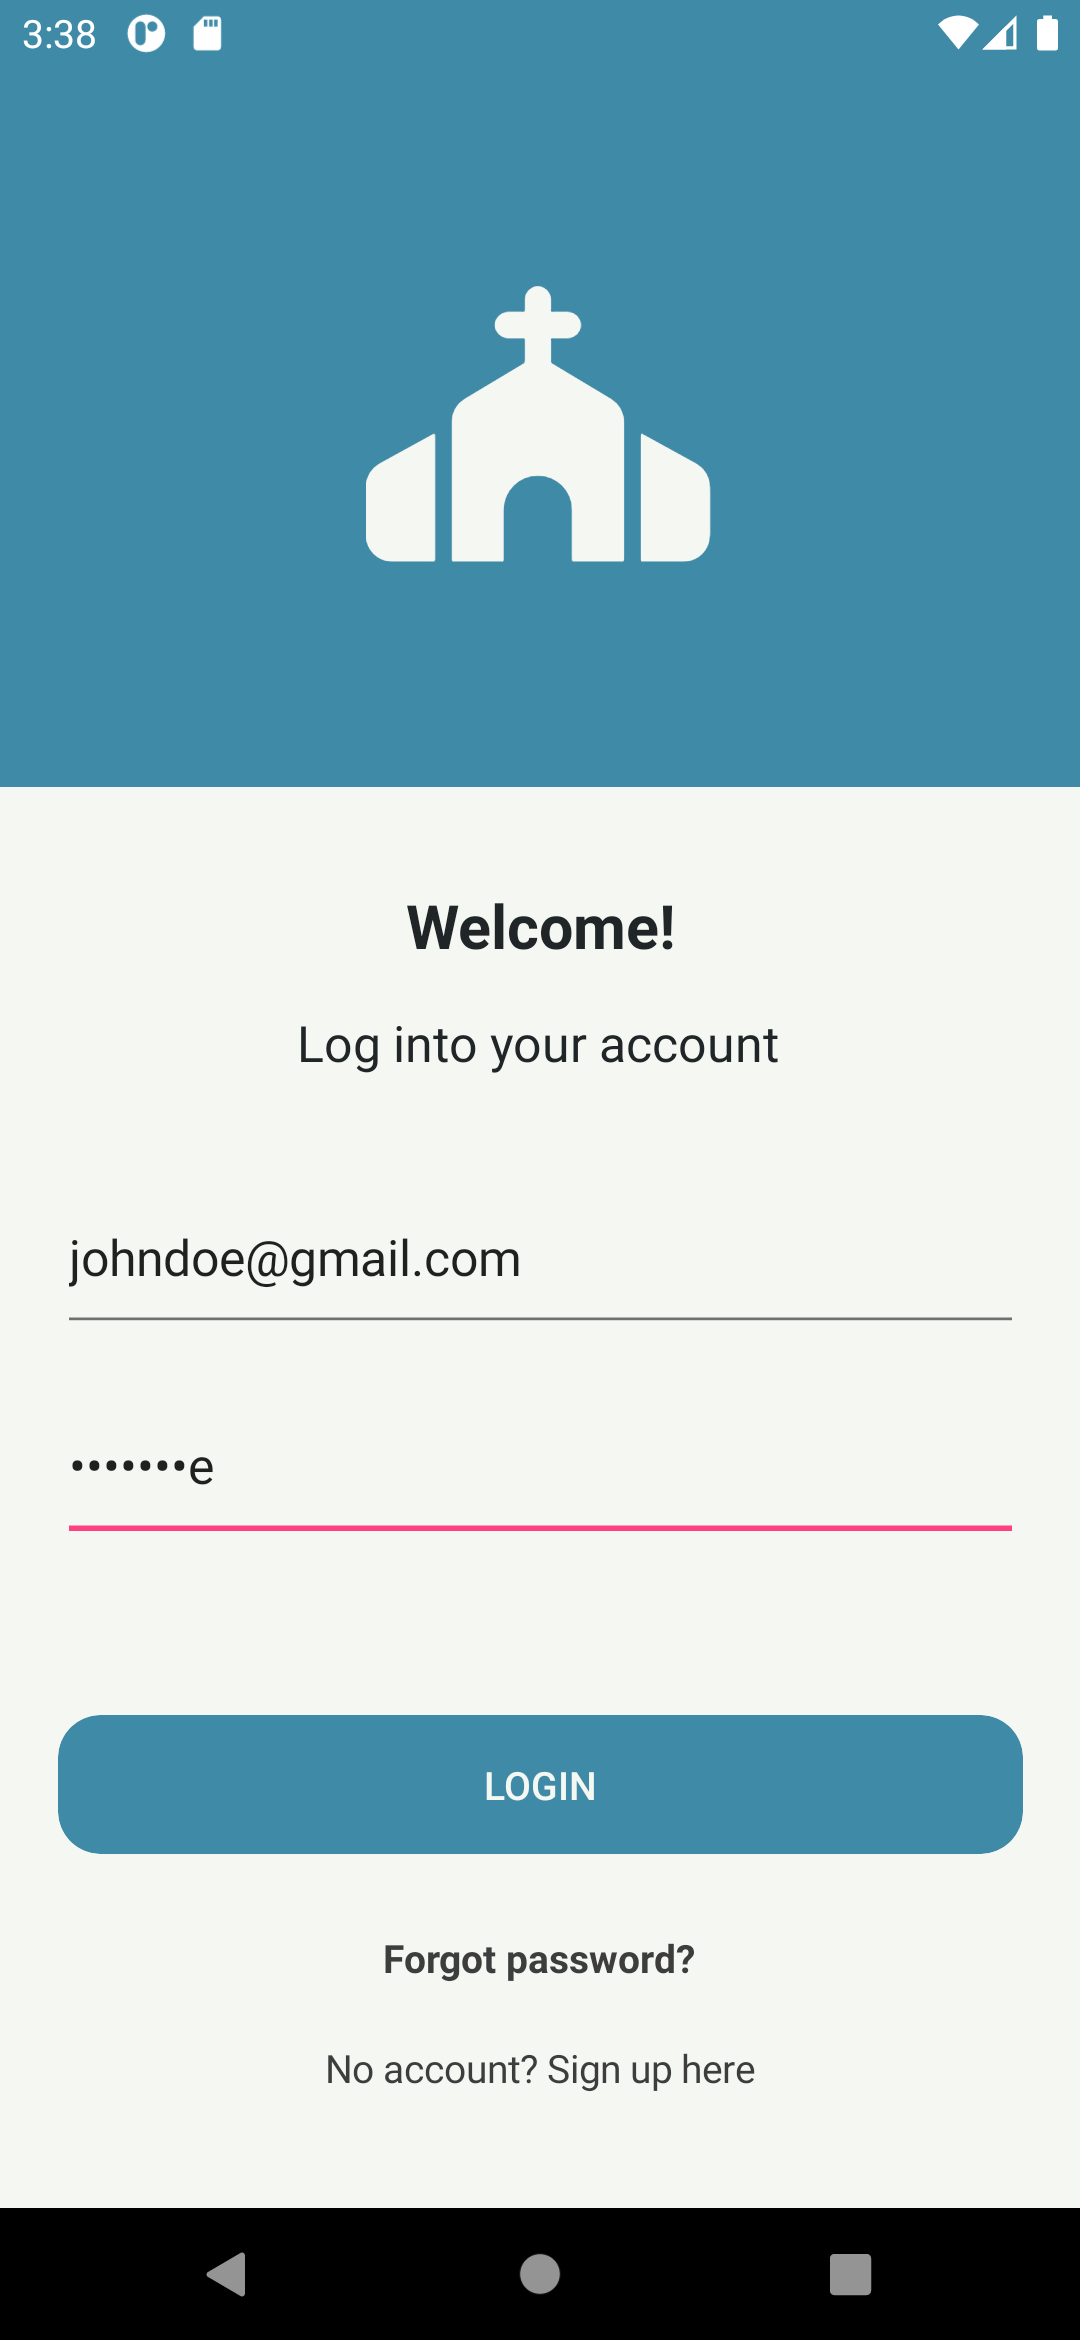 3:38
Welcome!
Log into your account
johndoe@gmail.com
•••••••e
LOGIN
Forgot password?
No account? Sign up here